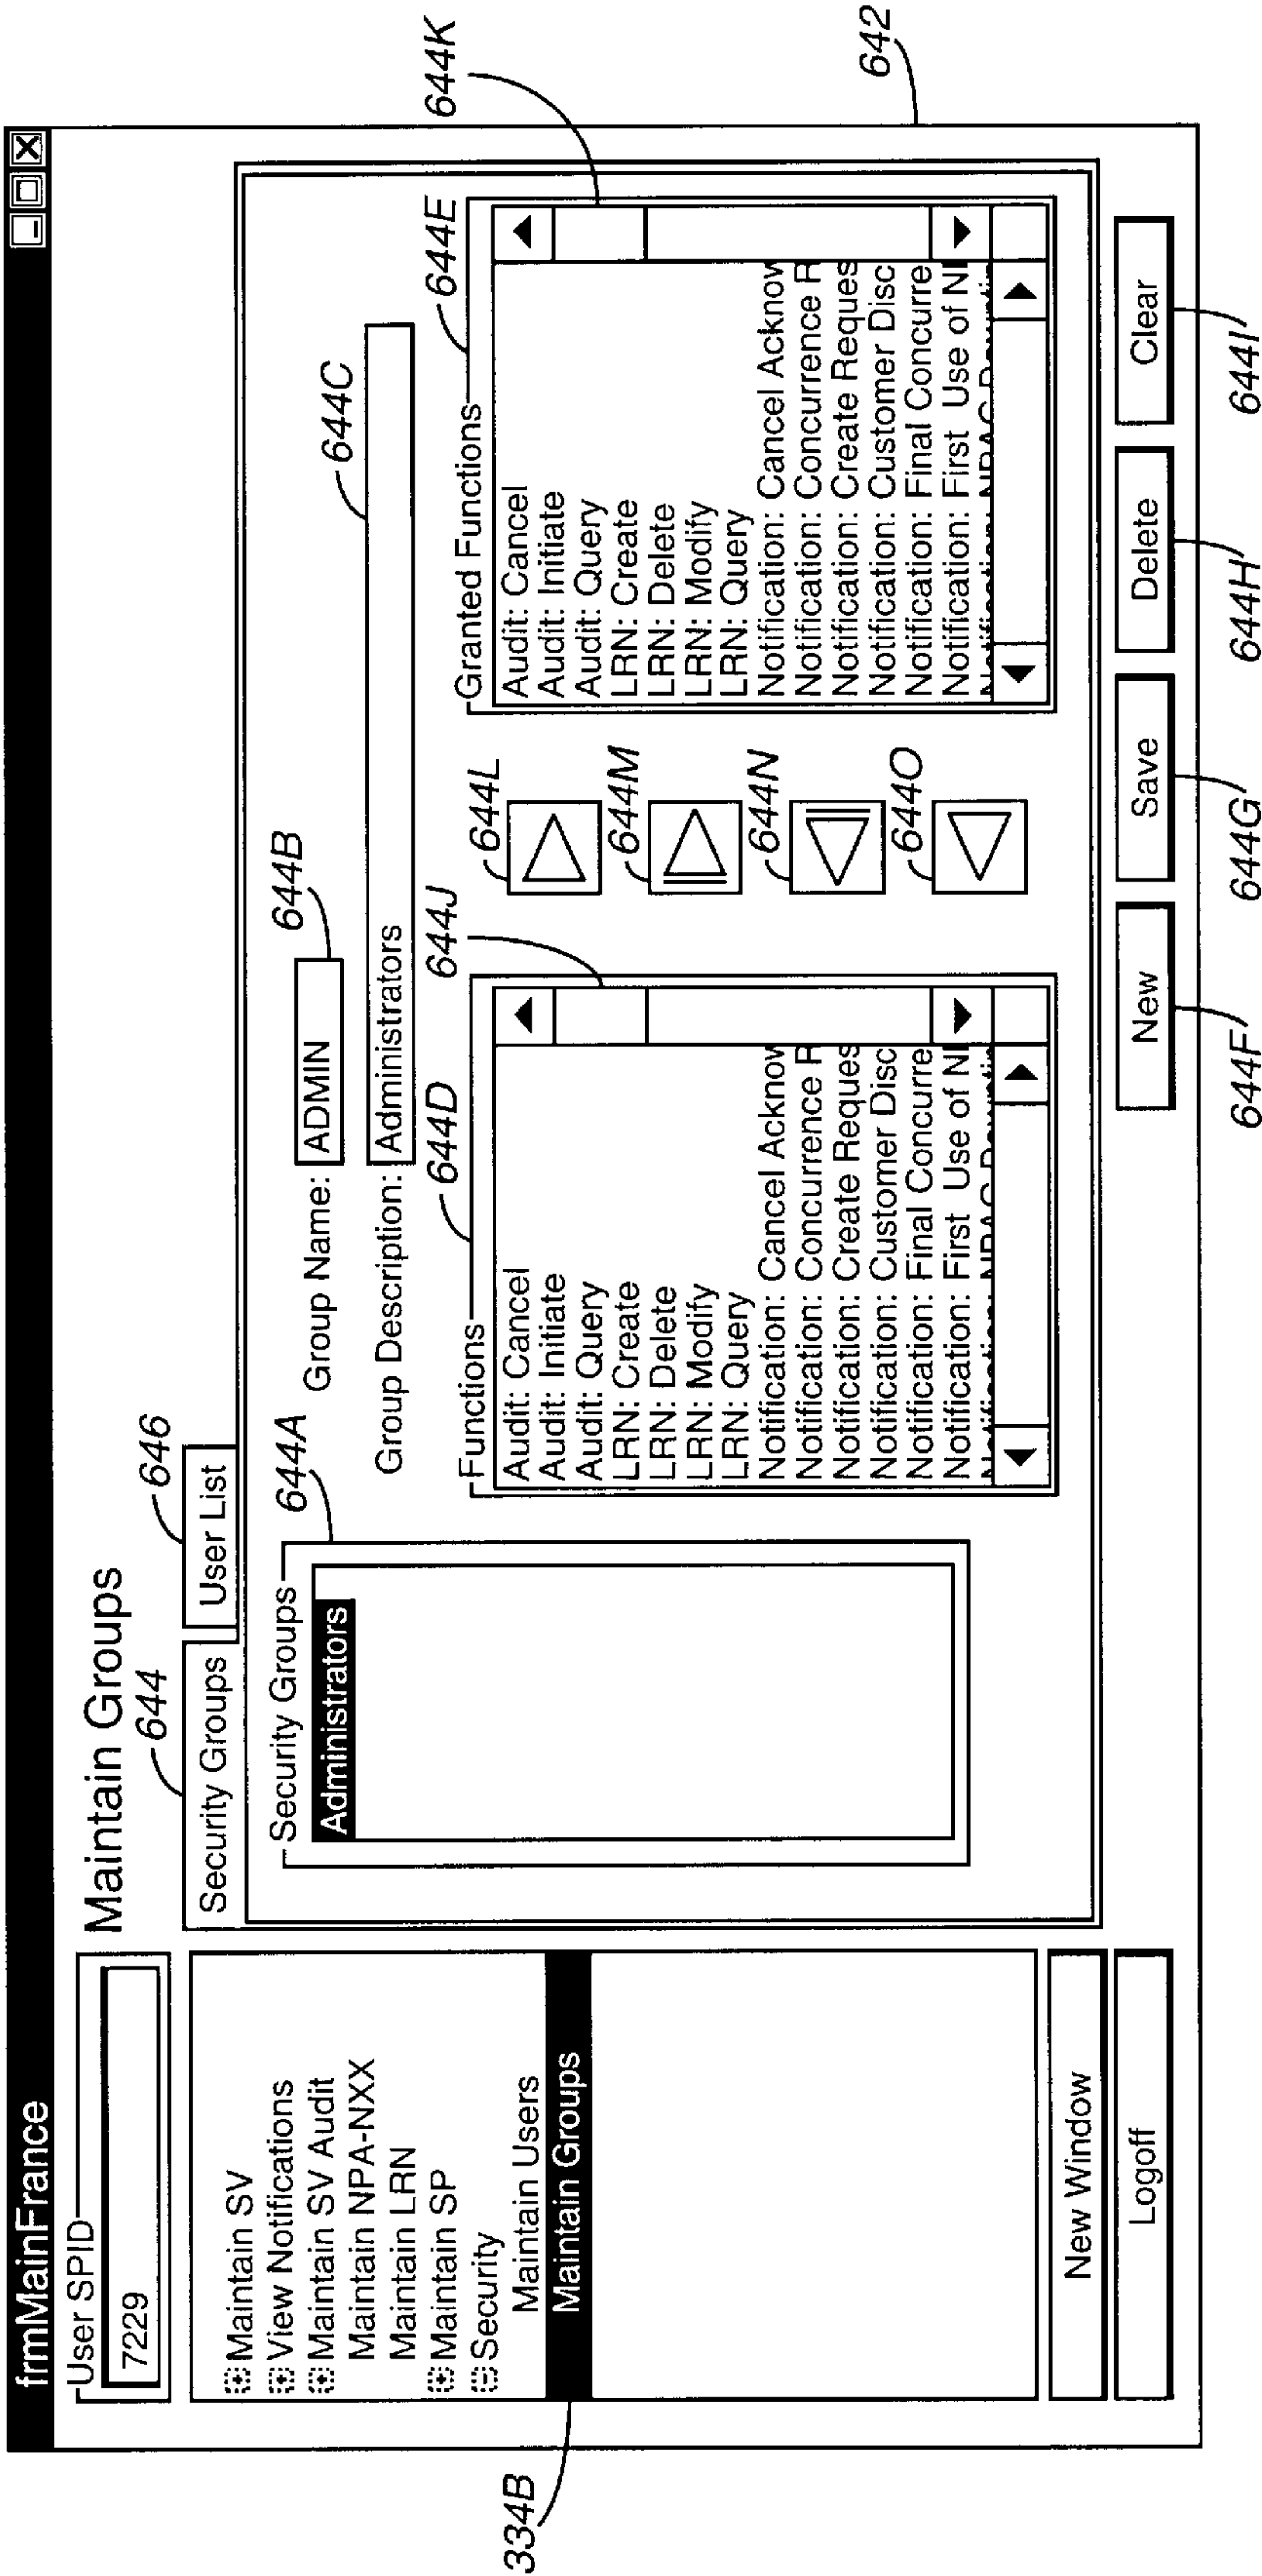 frmMainFrance
User SPID
7229
Maintain Groups
644
646
Security Groups
User List
Maintain SV
View Notifications
Maintain SV Audit
Maintain NPA-NXX
Maintain LRN
Maintain SP
Security
Maintain Users
Maintain Groups
334B
New Window
Logoff
Security Groups
644A
Administrators
Group Name: ADMIN
644B
Group Description: Administrators
644C
644D
Functions
644J
Audit: Cancel
Audit: Initiate
Audit: Query
LRN: Create
LRN: Delete
LRN: Modify
LRN: Query
Notification: Cancel Acknow
Notification: Concurrence R
Notification: Create Reques
Notification: Customer Disc
Notification: Final Concurre
Notification: First Use of N
644L
644M
644N
644O
644E
644K
Granted Functions
Audit: Cancel
Audit: Initiate
Audit: Query
LRN: Create
LRN: Delete
LRN: Modify
LRN: Query
Notification: Cancel Acknow
Notification: Concurrence R
Notification: Create Reques
Notification: Customer Disc
Notification: Final Concurre
Notification: First Use of N
642
New
Save
Delete
Clear
644F
644G
644H
644I